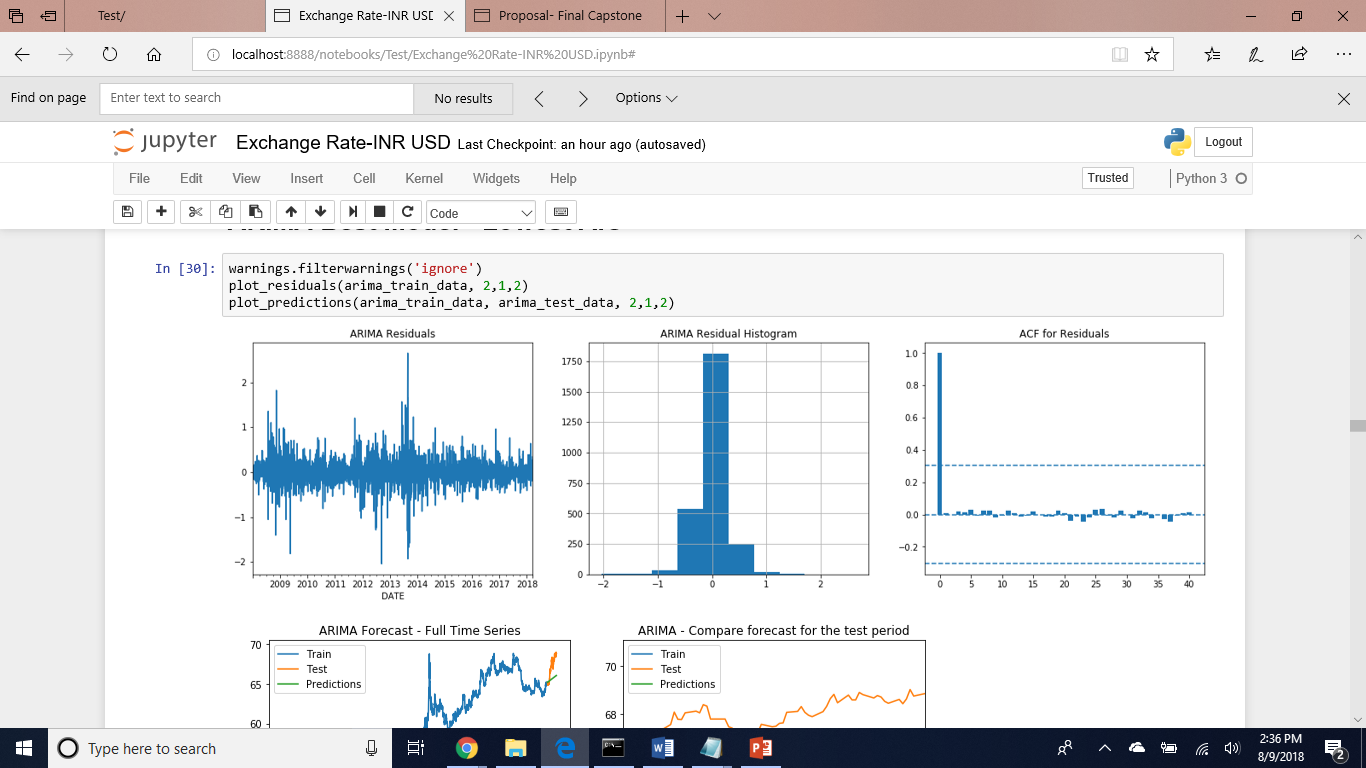 Test/
Exchange Rate-INR USD
Proposal- Final Capstone
localhost:8888/notebooks/Test/Exchange%20Rate-INR%20USD.ipynb#
Find on page
Enter text to search
No results
Options
jupyter
Exchange Rate-INR USD Last Checkpoint: an hour ago (autosaved)
Logout
File Edit View Insert Cell Kernel Widgets Help
Trusted
Python 3
Code
In [30]:
warnings.filterwarnings('ignore')
plot_residuals(arima_train_data, 2,1,2)
plot_predictions(arima_train_data, arima_test_data, 2,1,2)
ARIMA Residuals
2
1
0
−1
−2
2009 2010 2011 2012 2013 2014 2015 2016 2017 2018
DATE
ARIMA Residual Histogram
1750
1500
1250
1000
750
500
250
0
−2 −1 0 1 2
ACF for Residuals
1.0
0.8
0.6
0.4
0.2
0.0
−0.2
0 5 10 15 20 25 30 35 40
ARIMA Forecast - Full Time Series
70
65
60
Train
Test
Predictions
ARIMA - Compare forecast for the test period
70
68
Train
Test
Predictions
Type here to search
2:36 PM
8/9/2018
2